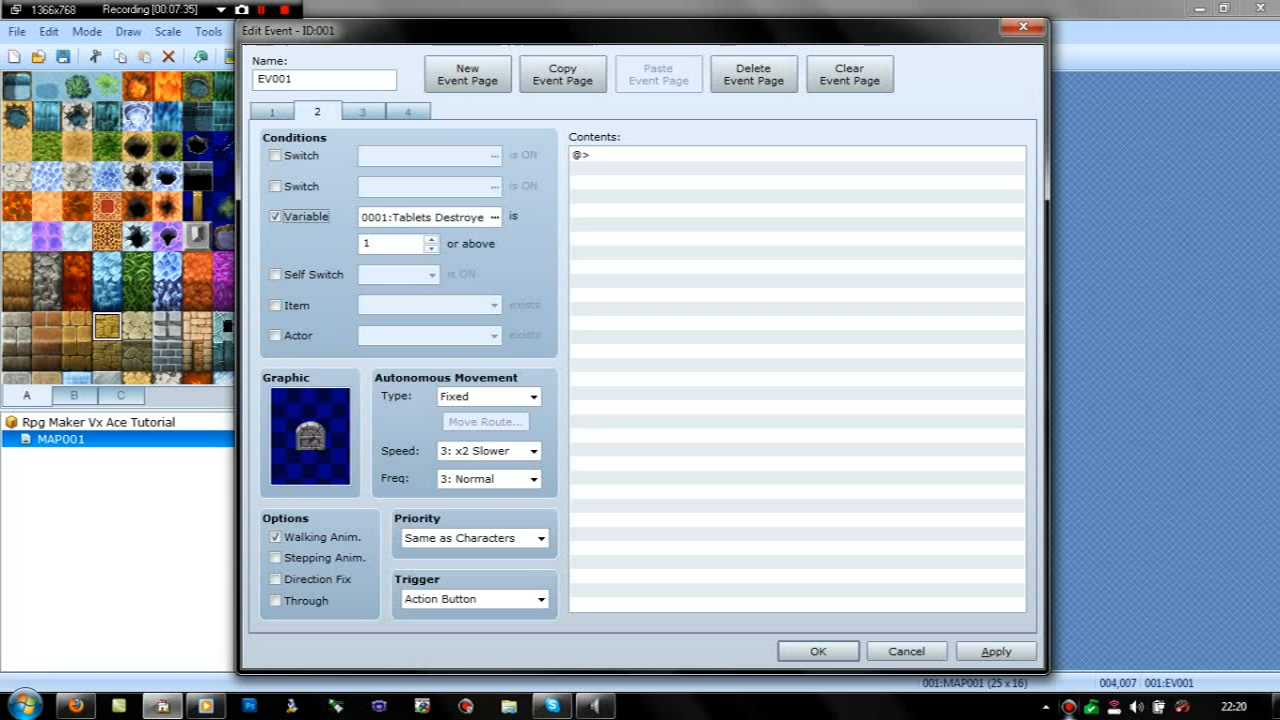 1366x768 Recording [00:07.35]
File Edit Mode Draw Scale Tools
Edit Event - ID:001
Name:
EV001
New Event Page
Copy Event Page
Paste Event Page
Delete Event Page
Clear Event Page
1 2 3 4
Conditions
Switch ... is ON
Switch ... is ON
Variable 0001:Tablets Destroye ... is
1 or above
Self Switch is ON
Item exists
Actor exists
Contents:
@>
Graphic
Autonomous Movement
Type: Fixed
Move Route...
Speed: 3: x2 Slower
Freq: 3: Normal
Options
Walking Anim.
Stepping Anim.
Direction Fix
Through
Priority
Same as Characters
Trigger
Action Button
OK Cancel Apply
A B C
Rpg Maker Vx Ace Tutorial
MAP001
001:MAP001 (25 x 16) 004,007 001:EV001
22:20